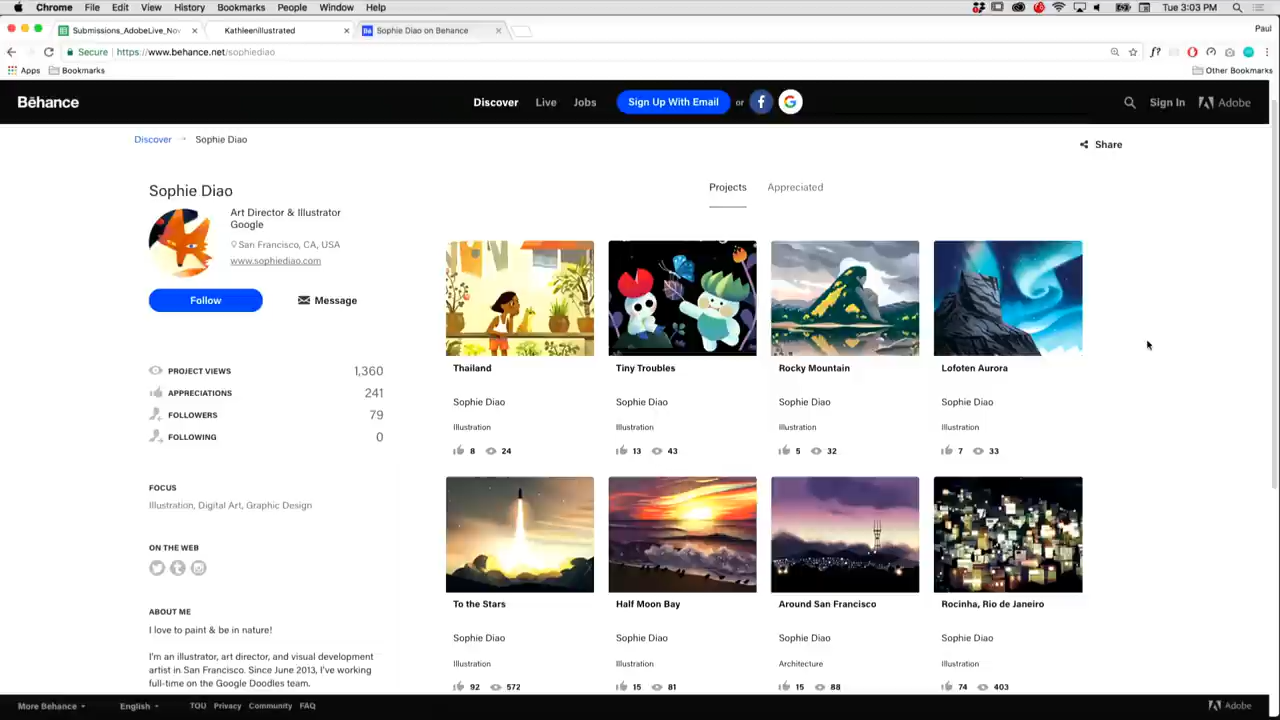 Chrome File Edit View History Bookmarks People Window Help Tue 3:03 PM
Submissions_AdobeLive_Nov KathleenIllustrated Sophie Diao on Behance Paul
Secure https://www.behance.net/sophiediao
Apps Bookmarks Other Bookmarks
Bēhance Discover Live Jobs Sign Up With Email or f G Sign In Adobe
Discover → Sophie Diao
Share
Sophie Diao
Projects Appreciated
Art Director & Illustrator
Google
San Francisco, CA, USA
www.sophiediao.com
Follow Message
PROJECT VIEWS 1,360
APPRECIATIONS 241
FOLLOWERS 79
FOLLOWING 0
FOCUS
Illustration, Digital Art, Graphic Design
ON THE WEB
ABOUT ME
I love to paint & be in nature!
I'm an illustrator, art director, and visual development
artist in San Francisco. Since June 2013, I've working
full-time on the Google Doodles team.
Thailand Tiny Troubles Rocky Mountain Lofoten Aurora
Sophie Diao Sophie Diao Sophie Diao Sophie Diao
Illustration Illustration Illustration Illustration
8 24 13 43 5 32 7 33
To the Stars Half Moon Bay Around San Francisco Rocinha, Rio de Janeiro
Sophie Diao Sophie Diao Sophie Diao Sophie Diao
Illustration Illustration Architecture Illustration
92 572 15 81 15 88 74 403
More Behance English TOU Privacy Community FAQ Adobe